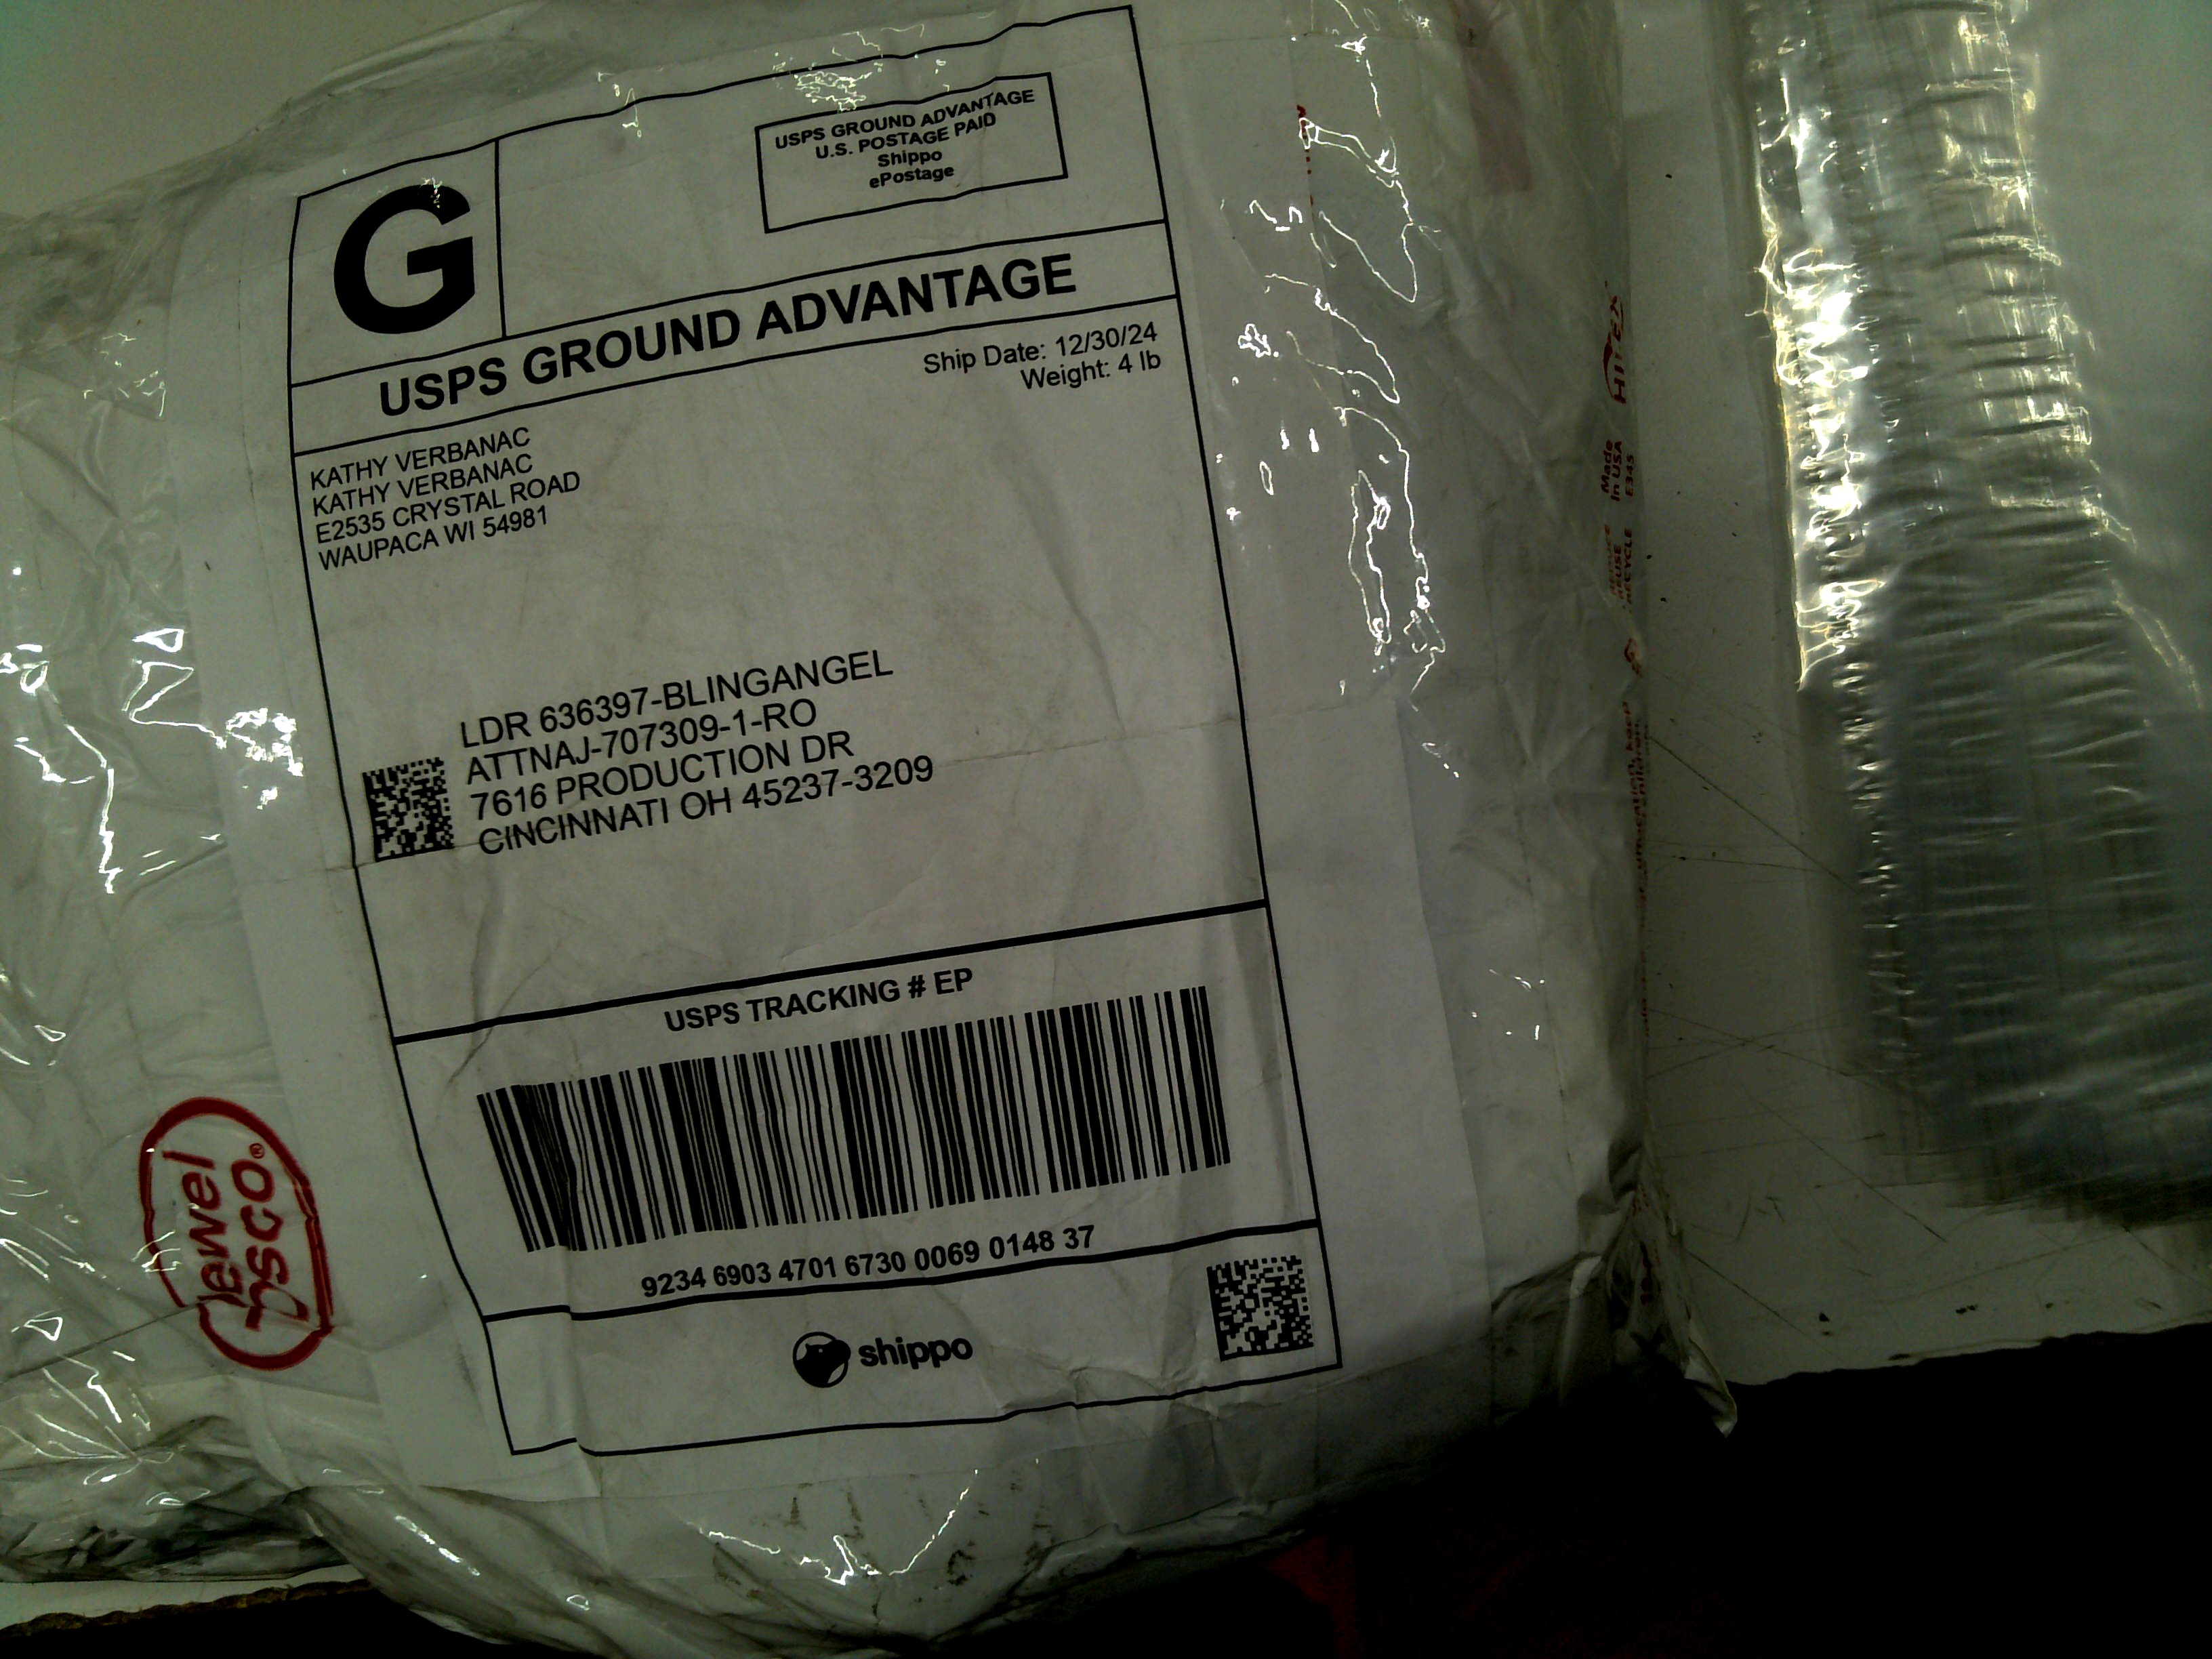 G
USPS GROUND ADVANTAGE
U.S. POSTAGE PAID
Shippo
ePostage
USPS GROUND ADVANTAGE
Ship Date: 12/30/24
Weight: 4 lb
KATHY VERBANAC
KATHY VERBANAC
E2535 CRYSTAL ROAD
WAUPACA WI 54981
LDR 636397-BLINGANGEL
ATTNAJ-707309-1-RO
7616 PRODUCTION DR
CINCINNATI OH 45237-3209
USPS TRACKING # EP
9234 6903 4701 6730 0069 0148 37
shippo
Jewel
Osco®
Made
In USA
E345
REUSE
RECYCLE